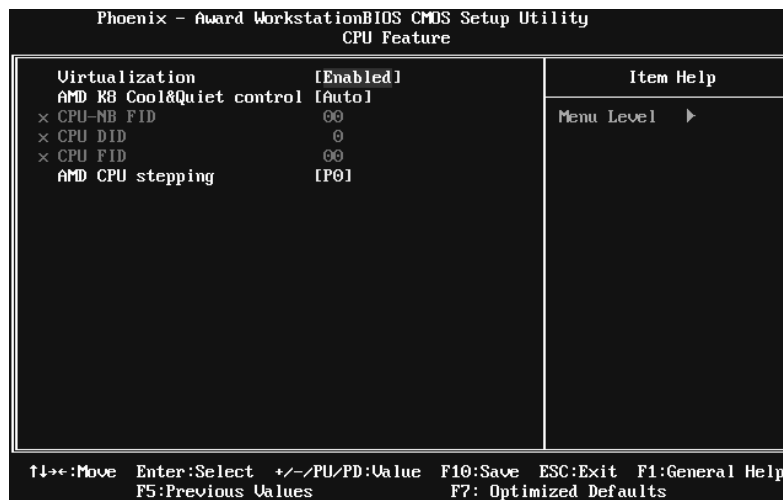 Phoenix - Award WorkstationBIOS CMOS Setup Utility
CPU Feature
Virtualization [Enabled] Item Help
AMD K8 Cool&Quiet control [Auto]
x CPU-NB FID 00 Menu Level ▶
x CPU DID 0
x CPU FID 00
AMD CPU stepping [P0]
↑↓→←:Move Enter:Select +/-/PU/PD:Value F10:Save ESC:Exit F1:General Help
F5:Previous Values F7: Optimized Defaults